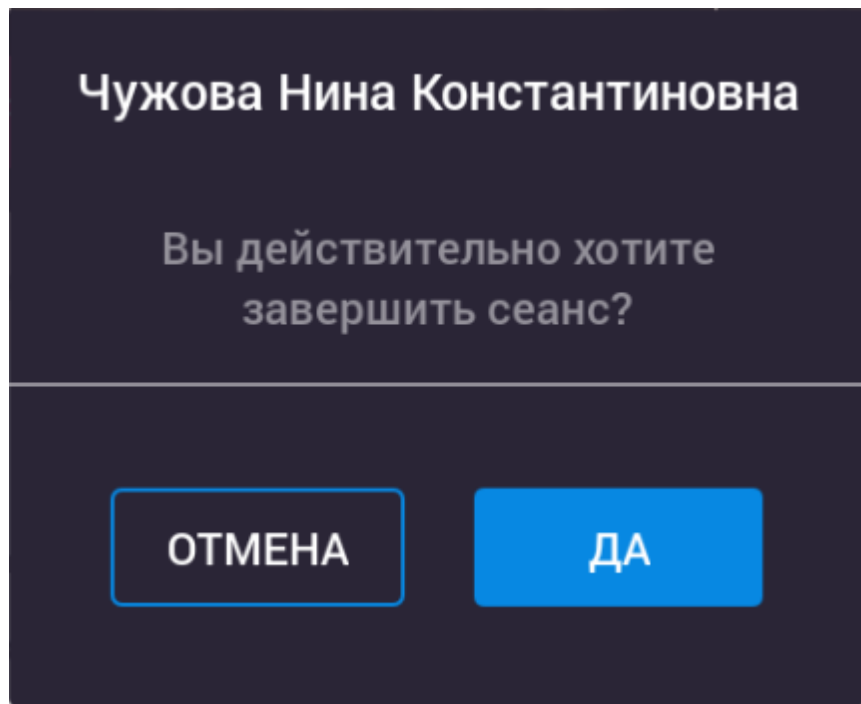 Чужова Нина Константиновна
Вы действительно хотите
завершить сеанс?
ОТМЕНА
ДА